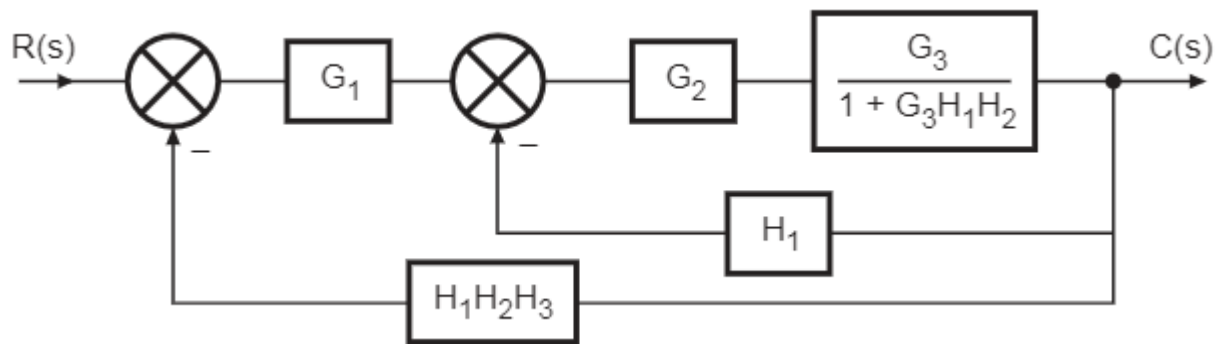 R(s)
G₁
G₂
G₃
1 + G₃H₁H₂
C(s)
–
–
H₁
H₁H₂H₃